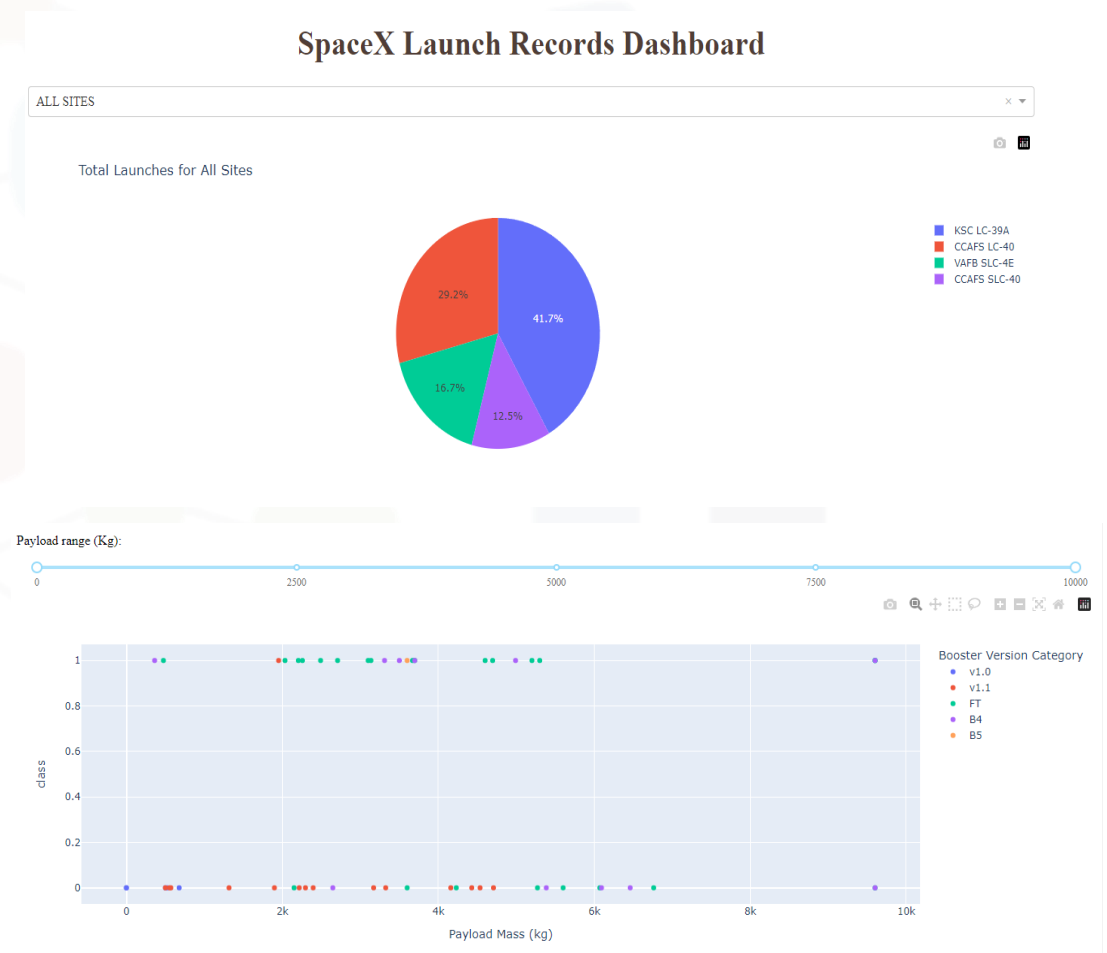 SpaceX Launch Records Dashboard
ALL SITES
×
Total Launches for All Sites
KSC LC-39A
CCAFS LC-40
VAFB SLC-4E
CCAFS SLC-40
29.2%
41.7%
16.7%
12.5%
Payload range (Kg):
0 2500 5000 7500 10000
Booster Version Category
v1.0
v1.1
FT
B4
B5
class
1
0.8
0.6
0.4
0.2
0
0 2k 4k 6k 8k 10k
Payload Mass (kg)